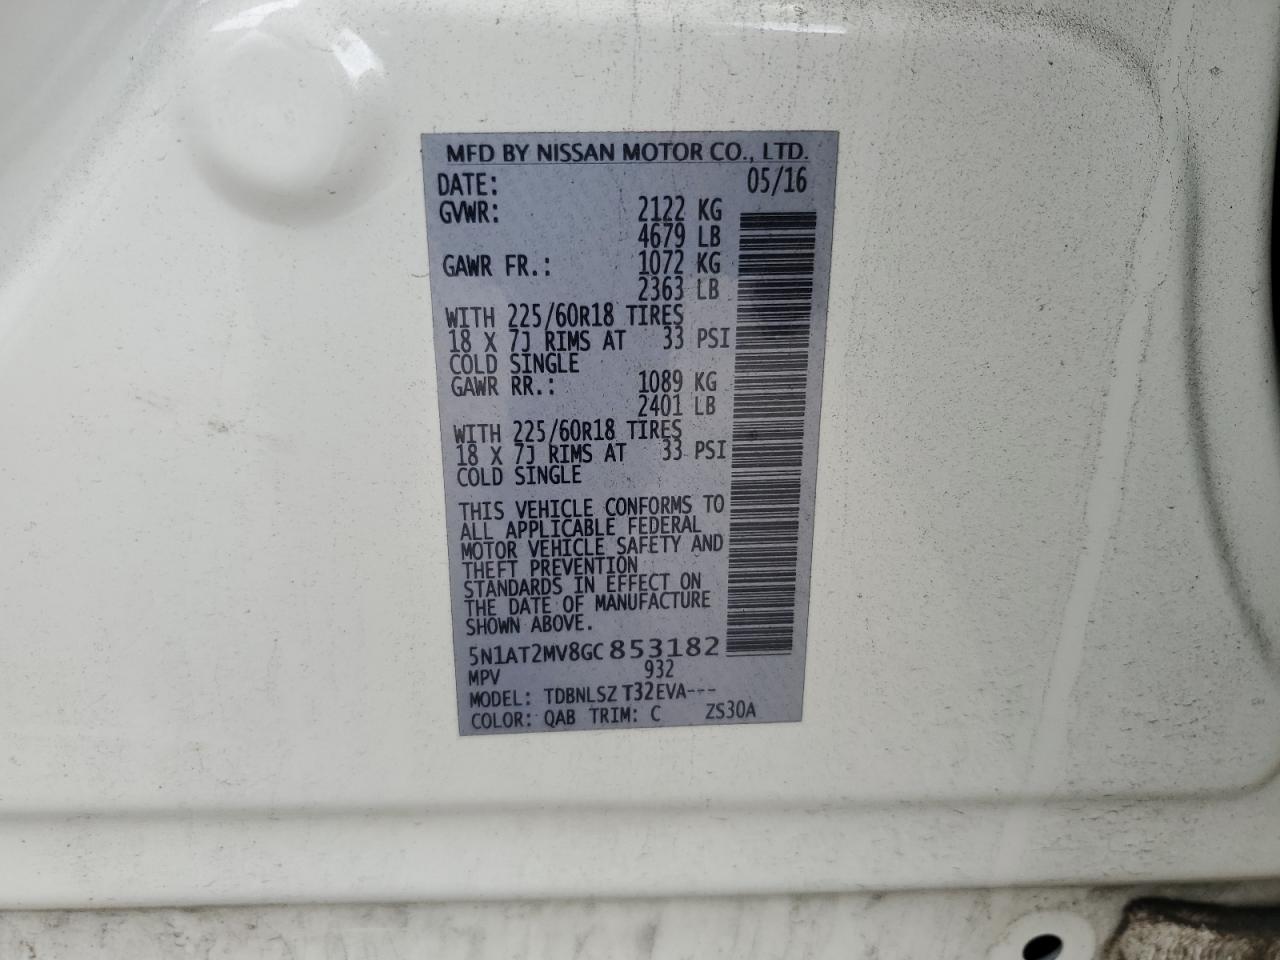 MFD BY NISSAN MOTOR CO., LTD.
DATE: 05/16
GVWR: 2122 KG
4679 LB
GAWR FR.: 1072 KG
2363 LB
WITH 225/60R18 TIRES
18 X 7J RIMS AT 33 PSI
COLD SINGLE
GAWR RR.: 1089 KG
2401 LB
WITH 225/60R18 TIRES
18 X 7J RIMS AT 33 PSI
COLD SINGLE
THIS VEHICLE CONFORMS TO
ALL APPLICABLE FEDERAL
MOTOR VEHICLE SAFETY AND
THEFT PREVENTION
STANDARDS IN EFFECT ON
THE DATE OF MANUFACTURE
SHOWN ABOVE.
5N1AT2MV8GC853182
MPV 932
MODEL: TDBNLSZ T32EVA---
COLOR: QAB TRIM: C ZS30A